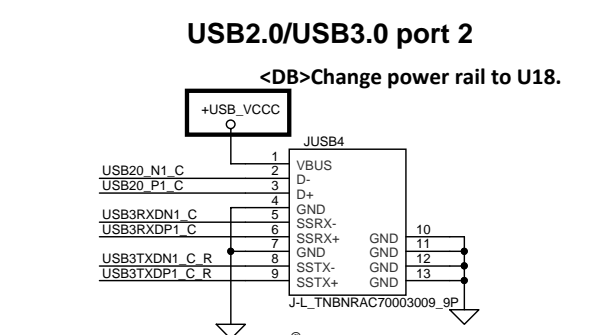 USB2.0/USB3.0 port 2
<DB>Change power rail to U18.
+USB_VCCC
JUSB4
1 VBUS
USB20_N1_C 2 D-
USB20_P1_C 3 D+
4 GND
USB3RXDN1_C 5 SSRX-
USB3RXDP1_C 6 SSRX+ GND 10
7 GND GND 11
USB3TXDN1_C_R 8 SSTX- GND 12
USB3TXDP1_C_R 9 SSTX+ GND 13
J-L_TNBNRAC70003009_9P